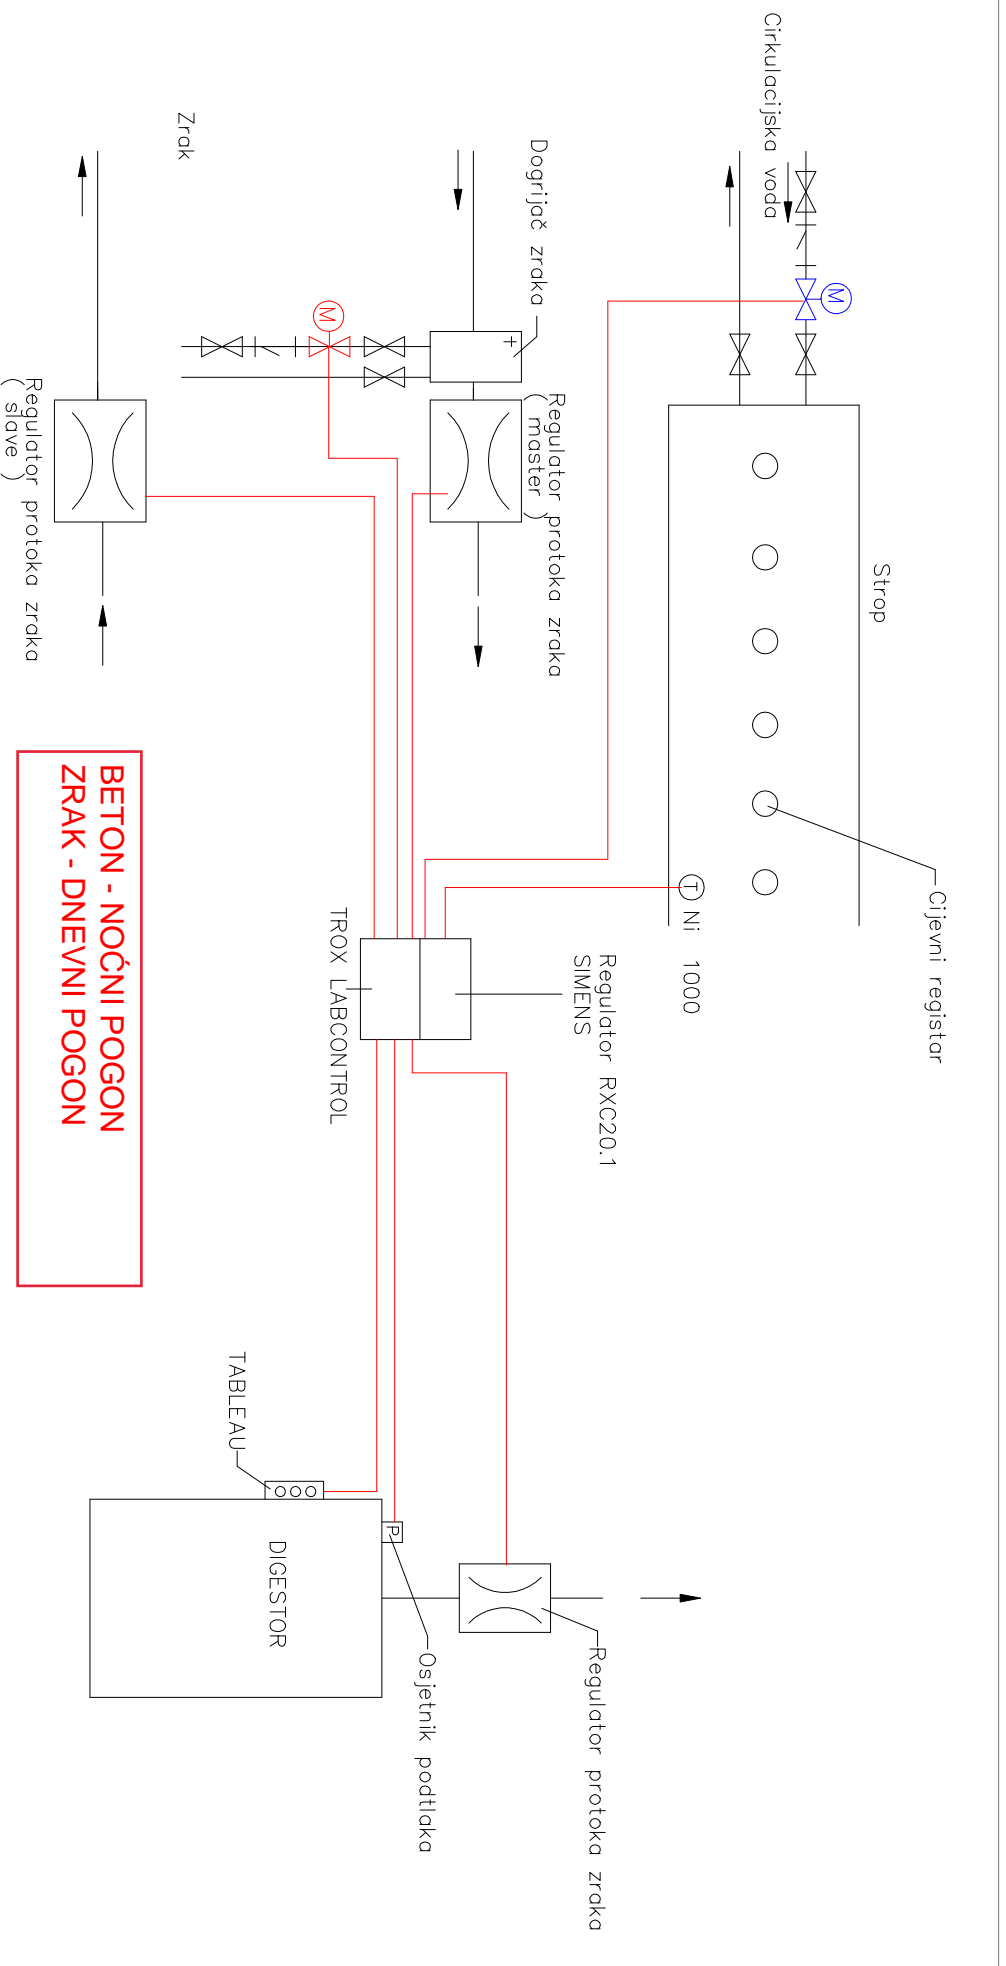 Cirkulacijska voda
M
Strop
Cijevni registar
T
Ni 1000
Dogrijač zraka
+
M
Regulator protoka zraka
( master )
Zrak
Regulator protoka zraka
( slave )
Regulator RXC20.1
SIMENS
TROX LABCONTROL
BETON - NOĆNI POGON
ZRAK - DNEVNI POGON
TABLEAU
P
DIGESTOR
Osjetnik podtlaka
Regulator protoka zraka